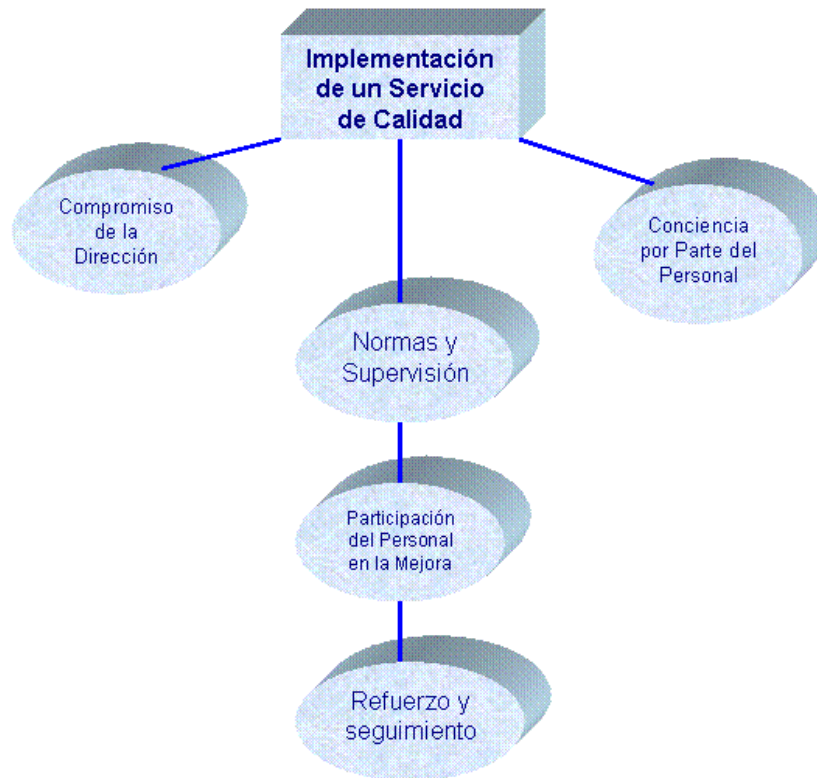 Implementación
de un Servicio
de Calidad
Compromiso
de la
Dirección
Conciencia
por Parte del
Personal
Normas y
Supervisión
Participación
del Personal
en la Mejora
Refuerzo y
seguimiento